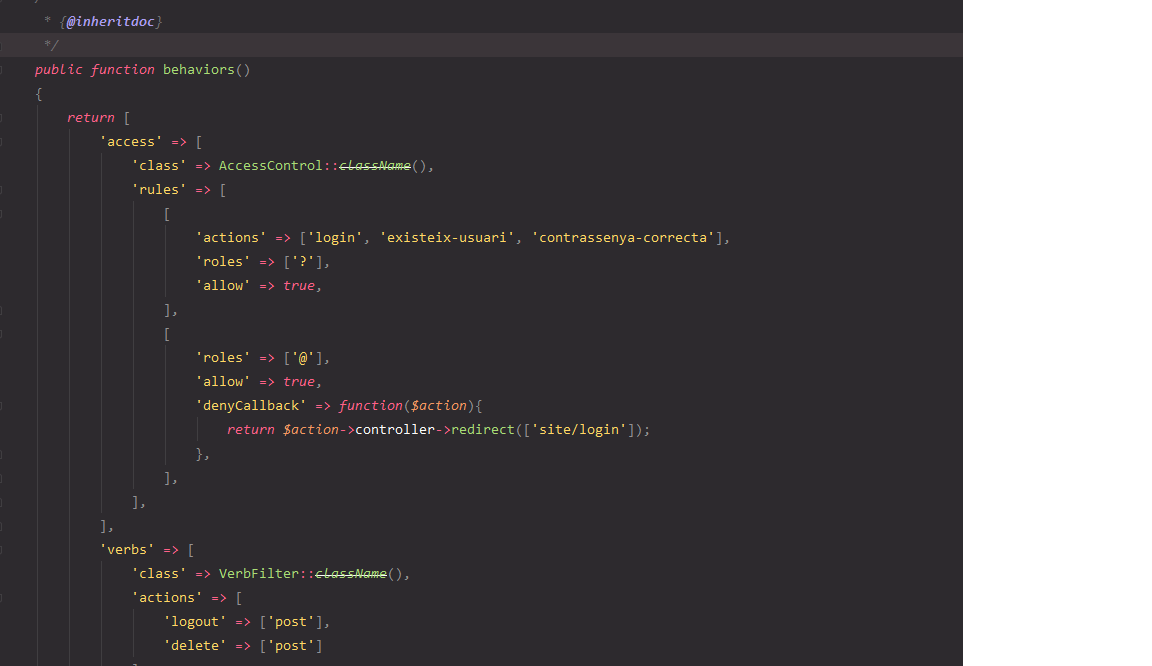 * {@inheritdoc}
*/
public function behaviors()
{
return [
'access' => [
'class' => AccessControl::className(),
'rules' => [
[
'actions' => ['login', 'existeix-usuari', 'contrassenya-correcta'],
'roles' => ['?'],
'allow' => true,
],
[
'roles' => ['@'],
'allow' => true,
'denyCallback' => function($action){
return $action->controller->redirect(['site/login']);
},
],
],
],
'verbs' => [
'class' => VerbFilter::className(),
'actions' => [
'logout' => ['post'],
'delete' => ['post']